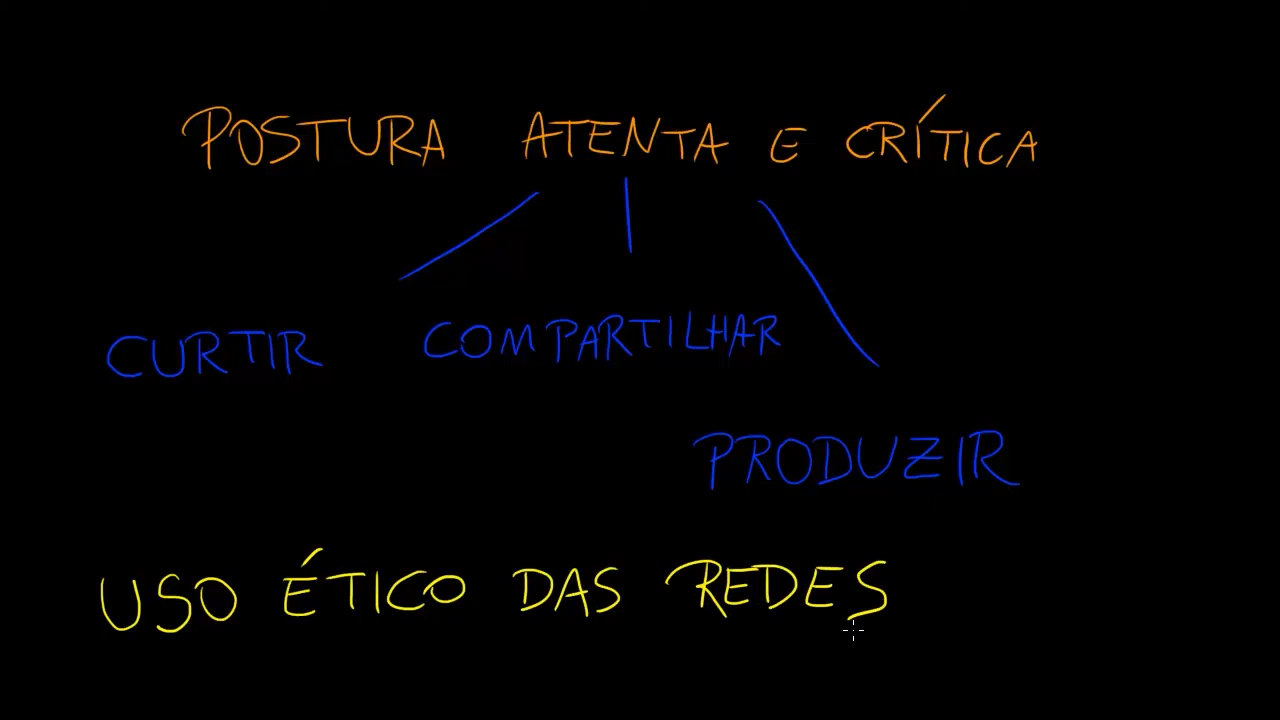 POSTURA ATENTA E CRÍTICA
CURTIR COMPARTILHAR
PRODUZIR
USO ÉTICO DAS REDES